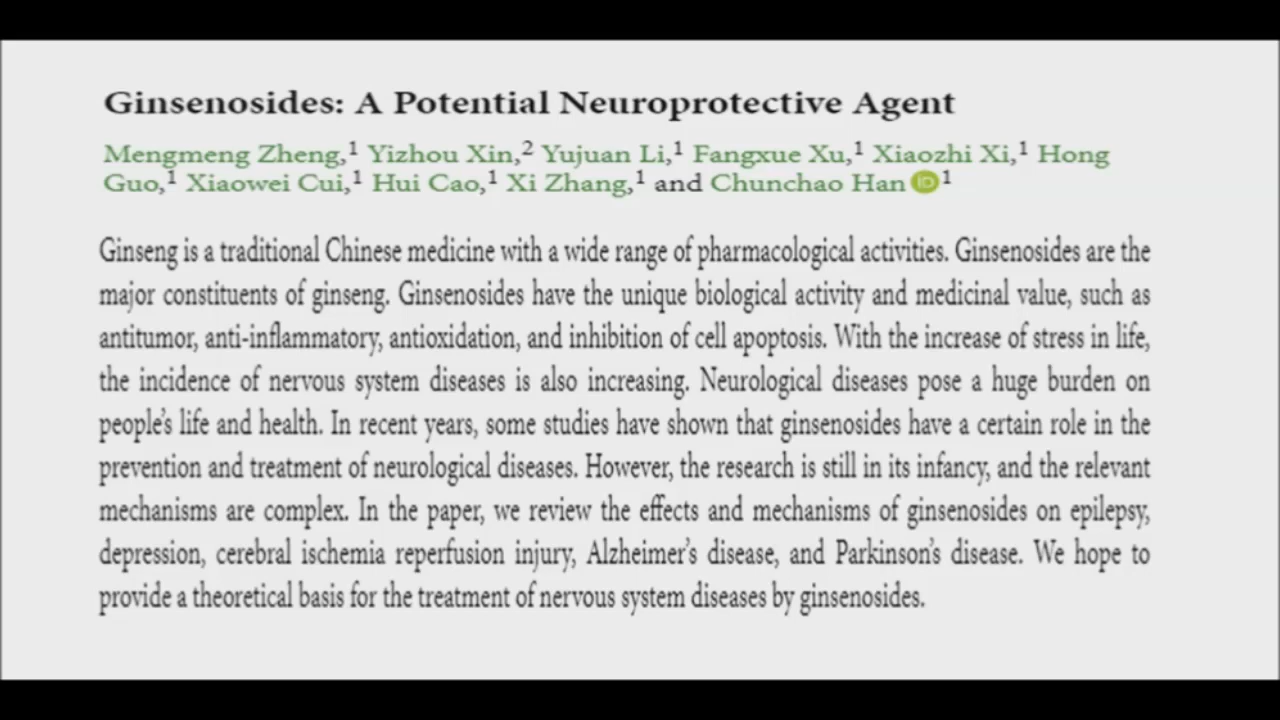 Ginsenosides: A Potential Neuroprotective Agent
Mengmeng Zheng,1 Yizhou Xin,2 Yujuan Li,1 Fangxue Xu,1 Xiaozhi Xi,1 Hong
Guo,1 Xiaowei Cui,1 Hui Cao,1 Xi Zhang,1 and Chunchao Han iD 1
Ginseng is a traditional Chinese medicine with a wide range of pharmacological activities. Ginsenosides are the
major constituents of ginseng. Ginsenosides have the unique biological activity and medicinal value, such as
antitumor, anti-inflammatory, antioxidation, and inhibition of cell apoptosis. With the increase of stress in life,
the incidence of nervous system diseases is also increasing. Neurological diseases pose a huge burden on
people's life and health. In recent years, some studies have shown that ginsenosides have a certain role in the
prevention and treatment of neurological diseases. However, the research is still in its infancy, and the relevant
mechanisms are complex. In the paper, we review the effects and mechanisms of ginsenosides on epilepsy,
depression, cerebral ischemia reperfusion injury, Alzheimer's disease, and Parkinson's disease. We hope to
provide a theoretical basis for the treatment of nervous system diseases by ginsenosides.